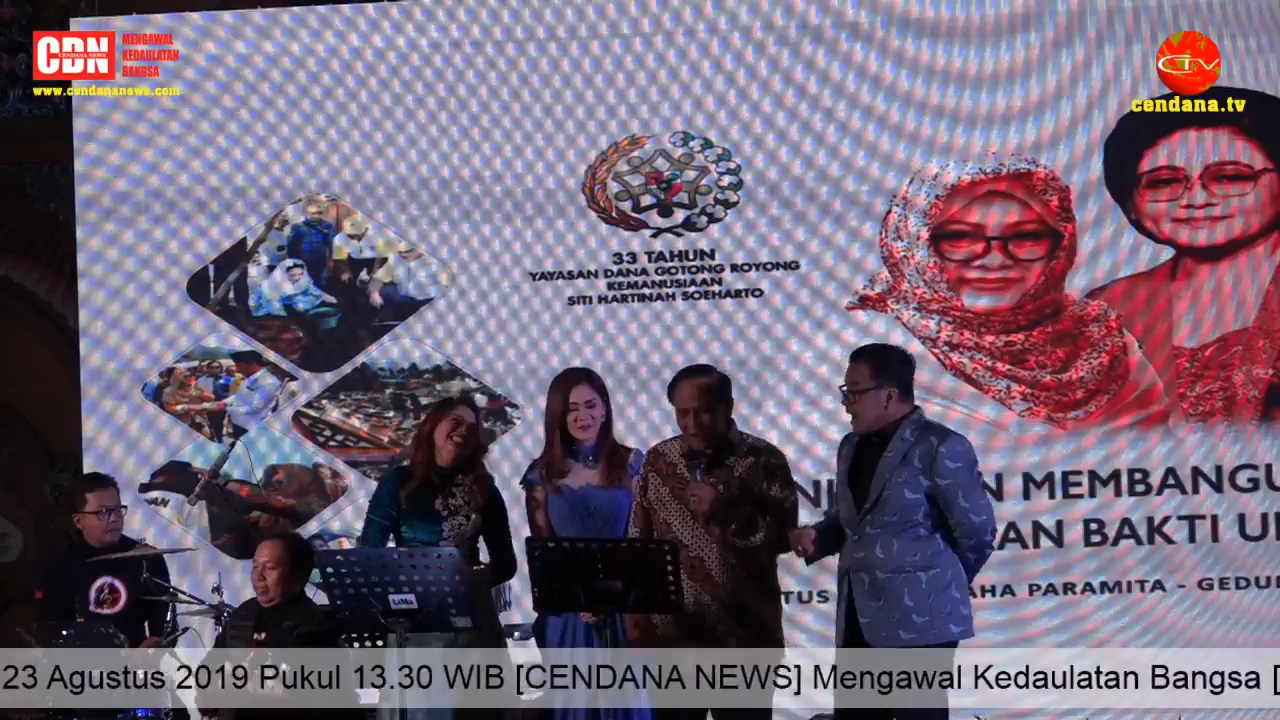 CDN
CENDANA NEWS
MENGAWAL
KEDAULATAN
BANGSA
www.cendananews.com
CTV
cendana.tv
33 TAHUN
YAYASAN DANA GOTONG ROYONG
KEMANUSIAAN
SITI HARTINAH SOEHARTO
MEMBANGU
BAKTI U
PARAMITA - GEDU
LiMa
23 Agustus 2019 Pukul 13.30 WIB [CENDANA NEWS] Mengawal Kedaulatan Bangsa [